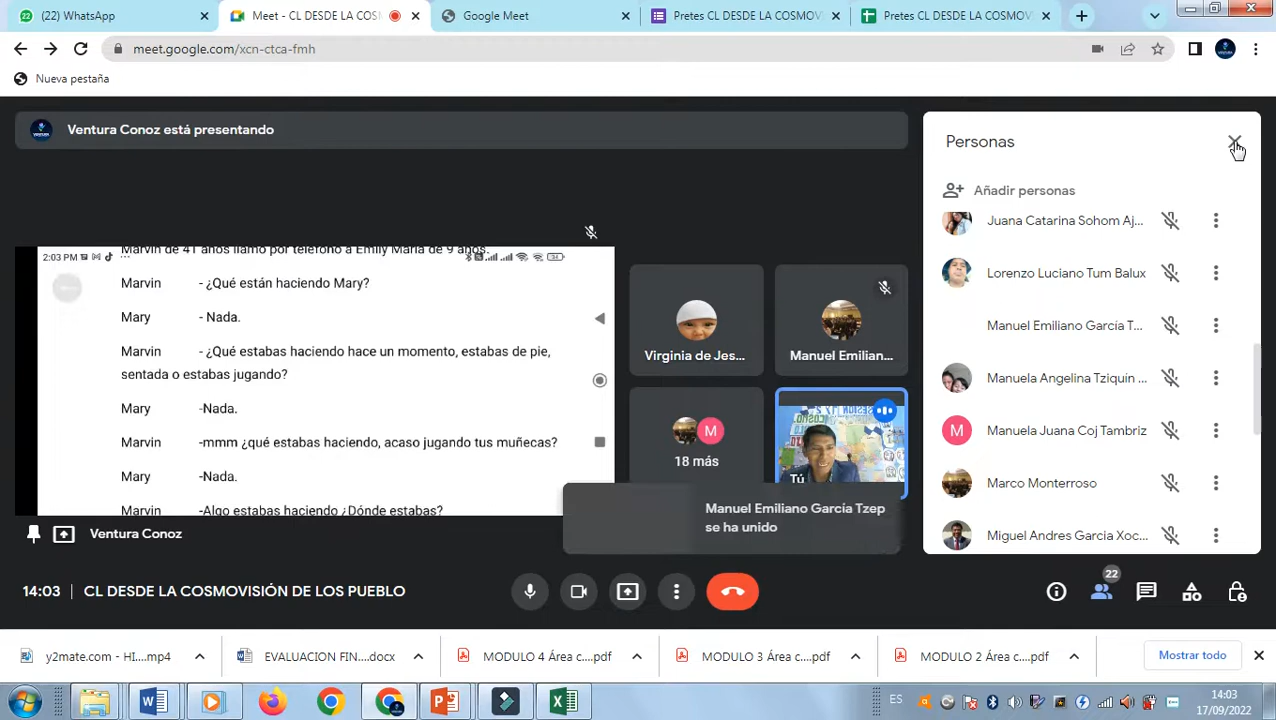 (22) WhatsApp
Meet - CL DESDE LA COSM
Google Meet
Pretes CL DESDE LA COSMOV
Pretes CL DESDE LA COSMOV
meet.google.com/xcn-ctca-fmh
Nueva pestaña
Ventura Conoz está presentando
Personas
Añadir personas
Juana Catarina Sohom Aj...
Lorenzo Luciano Tum Balux
Manuel Emiliano García T...
Manuela Angelina Tziquín ...
Manuela Juana Coj Tambriz
Marco Monterroso
Miguel Andres Garcia Xoc...
Marvin de 41 años llamó por teléfono a Emily María de 9 años.
2:03 PM
Marvin - ¿Qué están haciendo Mary?
Mary - Nada.
Marvin - ¿Qué estabas haciendo hace un momento, estabas de pie,
sentada o estabas jugando?
Mary -Nada.
Marvin -mmm ¿qué estabas haciendo, acaso jugando tus muñecas?
Mary -Nada.
Marvin -Algo estabas haciendo ¿Dónde estabas?
Virginia de Jes...
Manuel Emilian...
M
18 más
Tú
M
Manuel Emiliano García Tzep
se ha unido
Ventura Conoz
14:03 | CL DESDE LA COSMOVISIÓN DE LOS PUEBLO
22
y2mate.com - HI....mp4
EVALUACION FIN....docx
MODULO 4 Área c....pdf
MODULO 3 Área c....pdf
MODULO 2 Área c....pdf
Mostrar todo
ES
14:03
17/09/2022